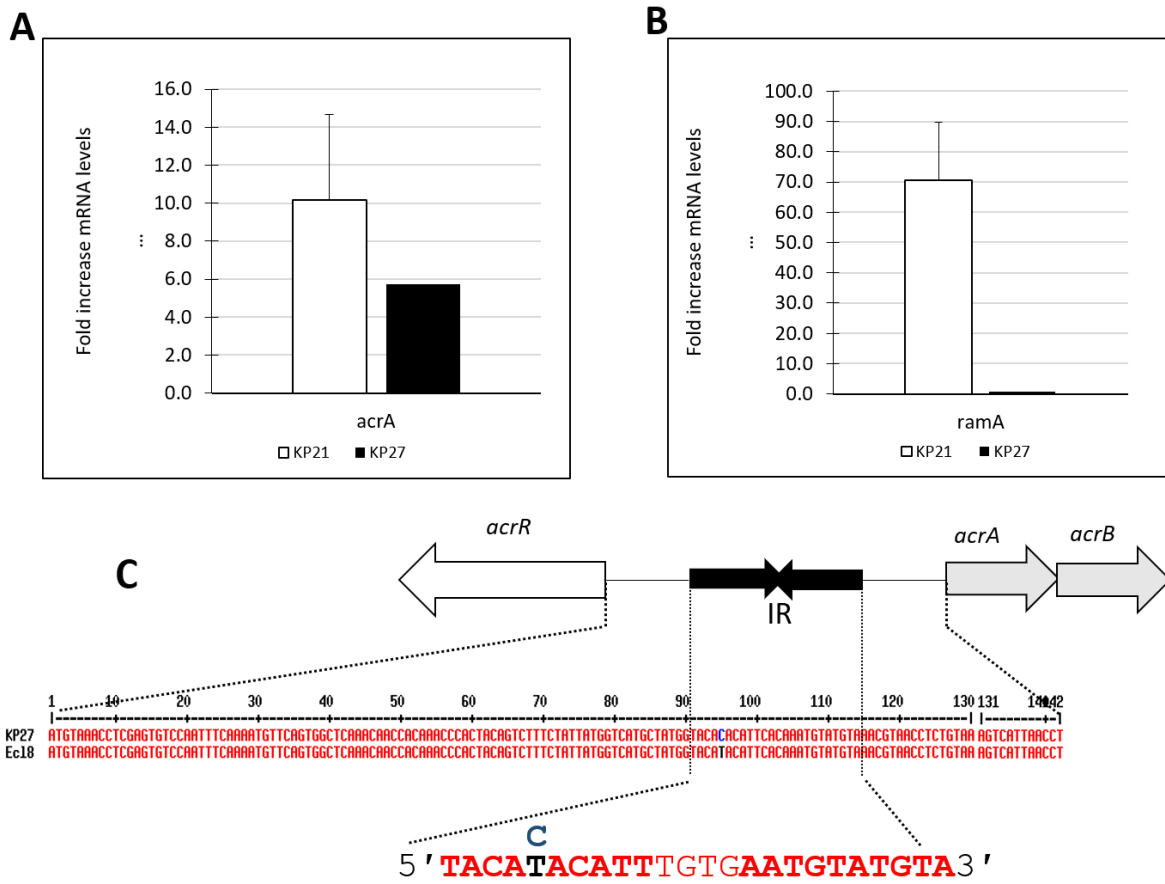 A
16.0
14.0
12.0
10.0
8.0
6.0
4.0
2.0
0.0
Fold increase mRNA levels
...
acrA
KP21 KP27
B
100.0
90.0
80.0
70.0
60.0
50.0
40.0
30.0
20.0
10.0
0.0
Fold increase mRNA levels
...
ramA
KP21 KP27
C
acrR
IR
acrA
acrB
1 10 20 30 40 50 60 70 80 90 100 110 120 130 131 142
KP27 ATGTAAACCTCGAGTGTCCAATTTCAAAATGTTCAGTGGCTCAAACAACCACAAACCCACTACAGTCTTTCTATTATGGTCATGCTATGGTACACACATTCACAAATGTATGTAAACGTAACCTCTGTAA AGTCATTAACCT
Ec18 ATGTAAACCTCGAGTGTCCAATTTCAAAATGTTCAGTGGCTCAAACAACCACAAACCCACTACAGTCTTTCTATTATGGTCATGCTATGGTACATACATTCACAAATGTATGTAAACGTAACCTCTGTAA AGTCATTAACCT
C
5'TACATACATTTGTGAATGTATGTA3'